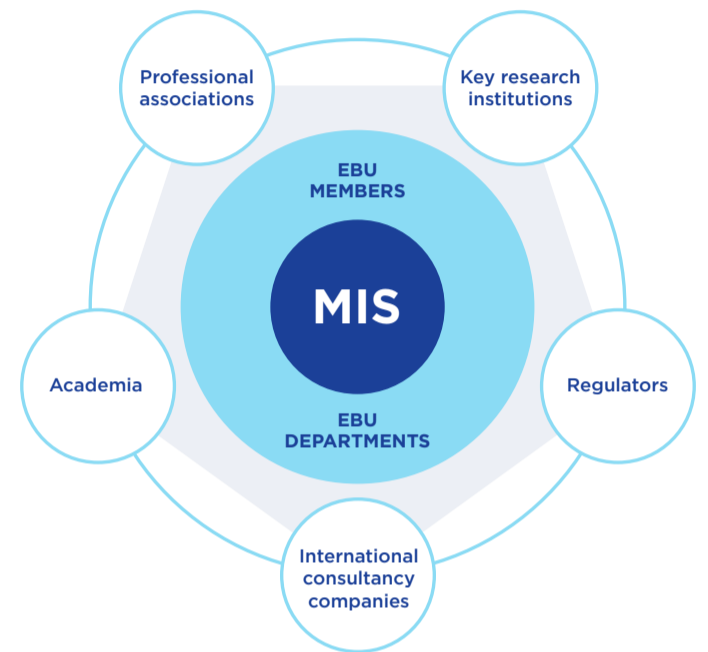 Professional
associations
Key research
institutions
EBU
MEMBERS
MIS
Academia
Regulators
EBU
DEPARTMENTS
International
consultancy
companies